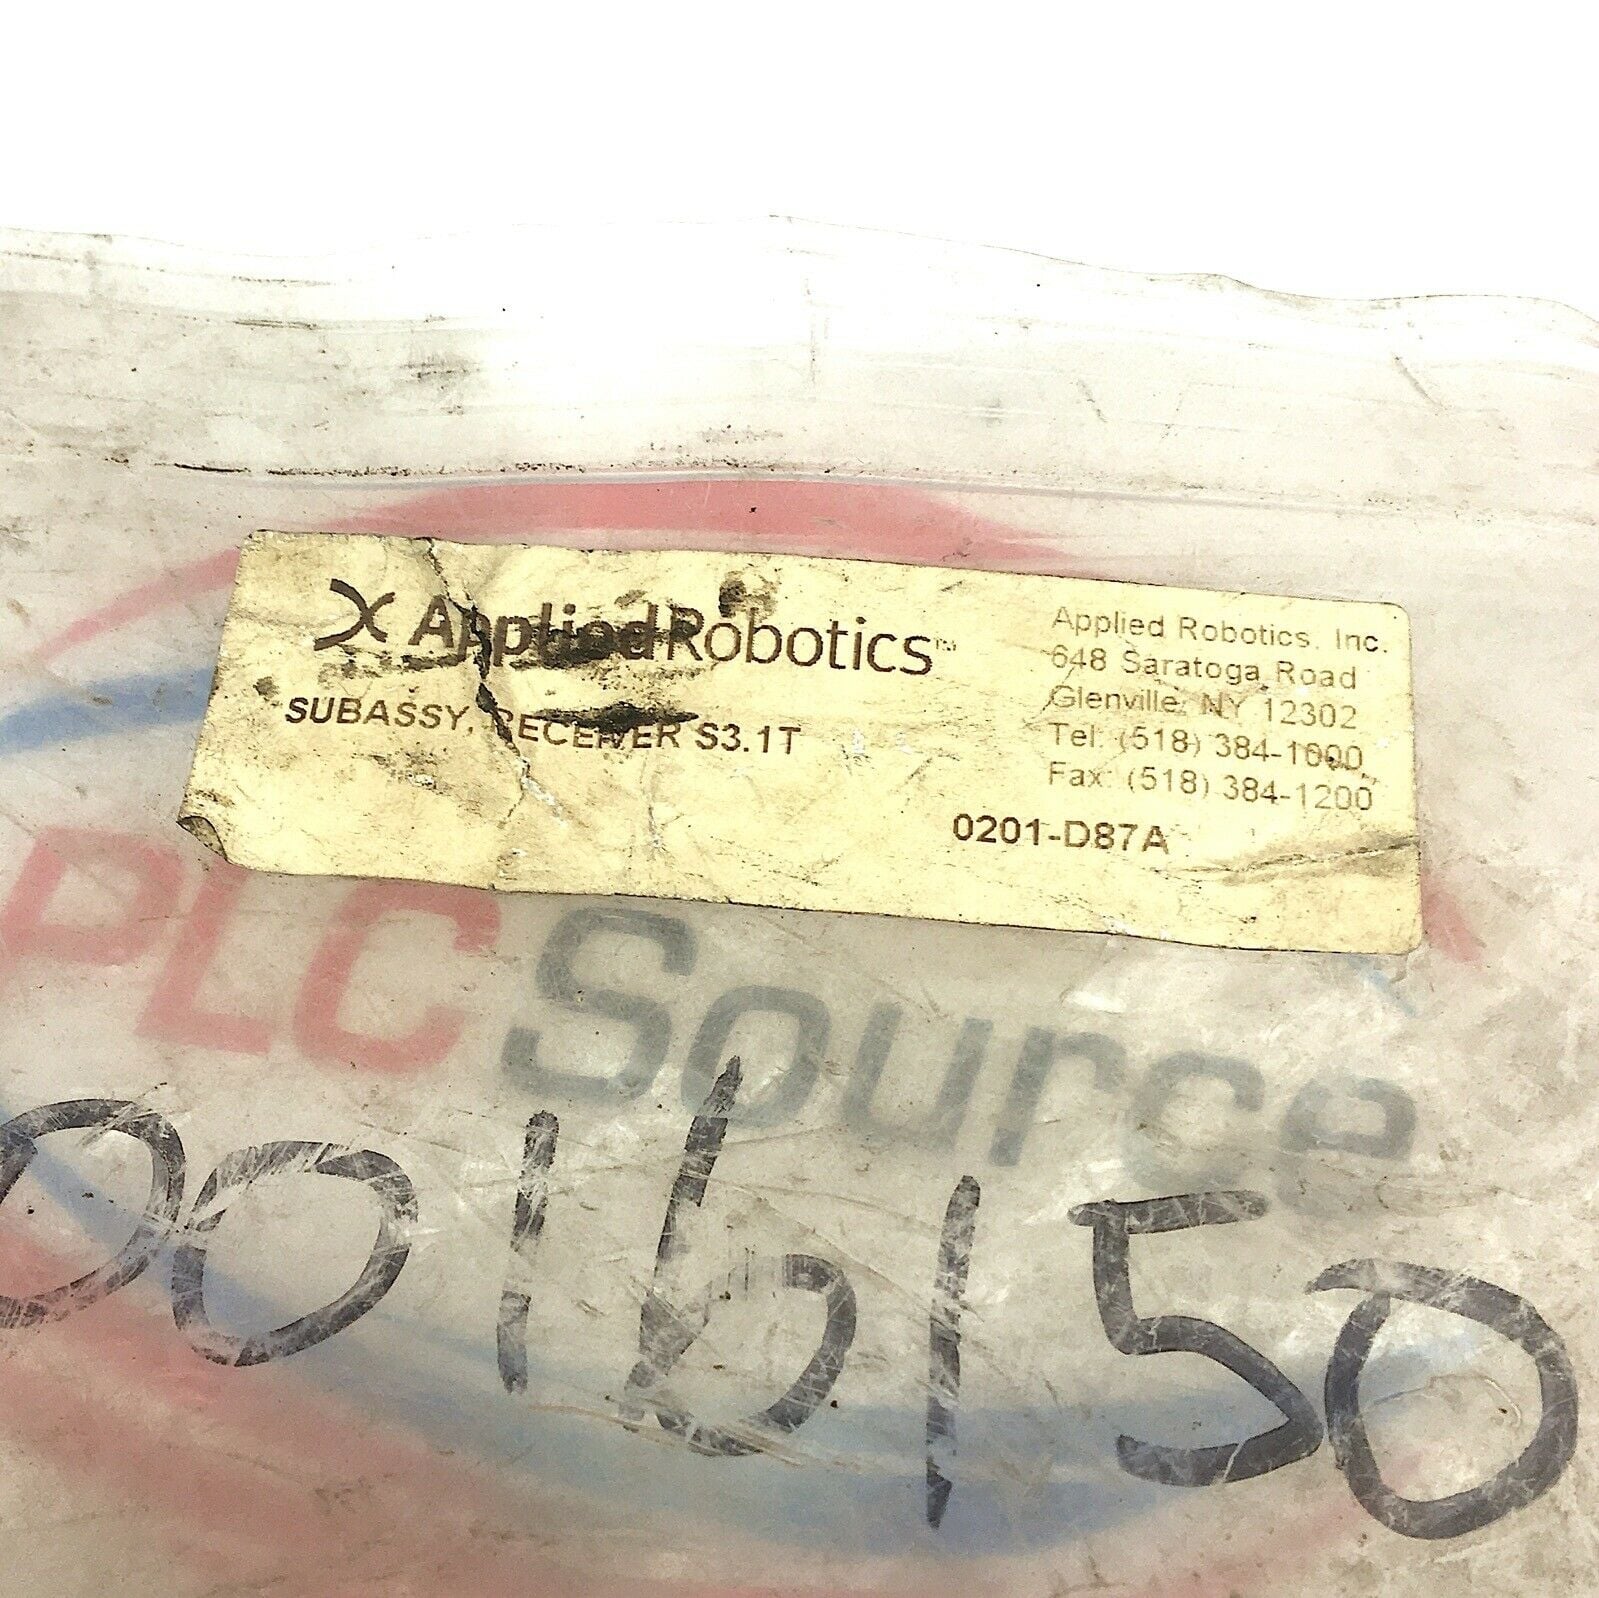 Applied Robotics™
SUBASSY, RECEIVER S3.1T
Applied Robotics, Inc.
648 Saratoga Road
Glenville, NY 12302
Tel: (518) 384-1000
Fax: (518) 384-1200
0201-D87A
PLC Source
0016150